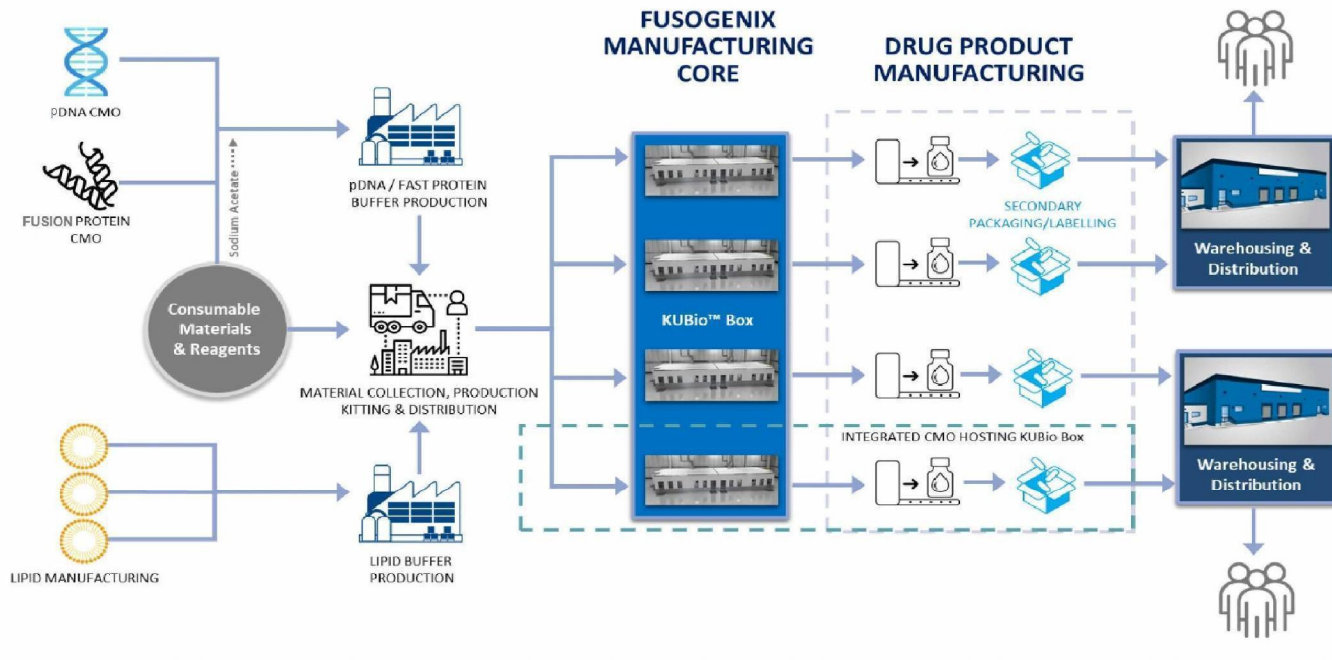 FUSOGENIX
MANUFACTURING
CORE
DRUG PRODUCT
MANUFACTURING
pDNA CMO
FUSION PROTEIN
CMO
Sodium Acetate
pDNA / FAST PROTEIN
BUFFER PRODUCTION
Consumable
Materials
& Reagents
MATERIAL COLLECTION, PRODUCTION
KITTING & DISTRIBUTION
LIPID MANUFACTURING
LIPID BUFFER
PRODUCTION
KUBio™ Box
SECONDARY
PACKAGING/LABELLING
INTEGRATED CMO HOSTING KUBio Box
Warehousing &
Distribution
Warehousing &
Distribution